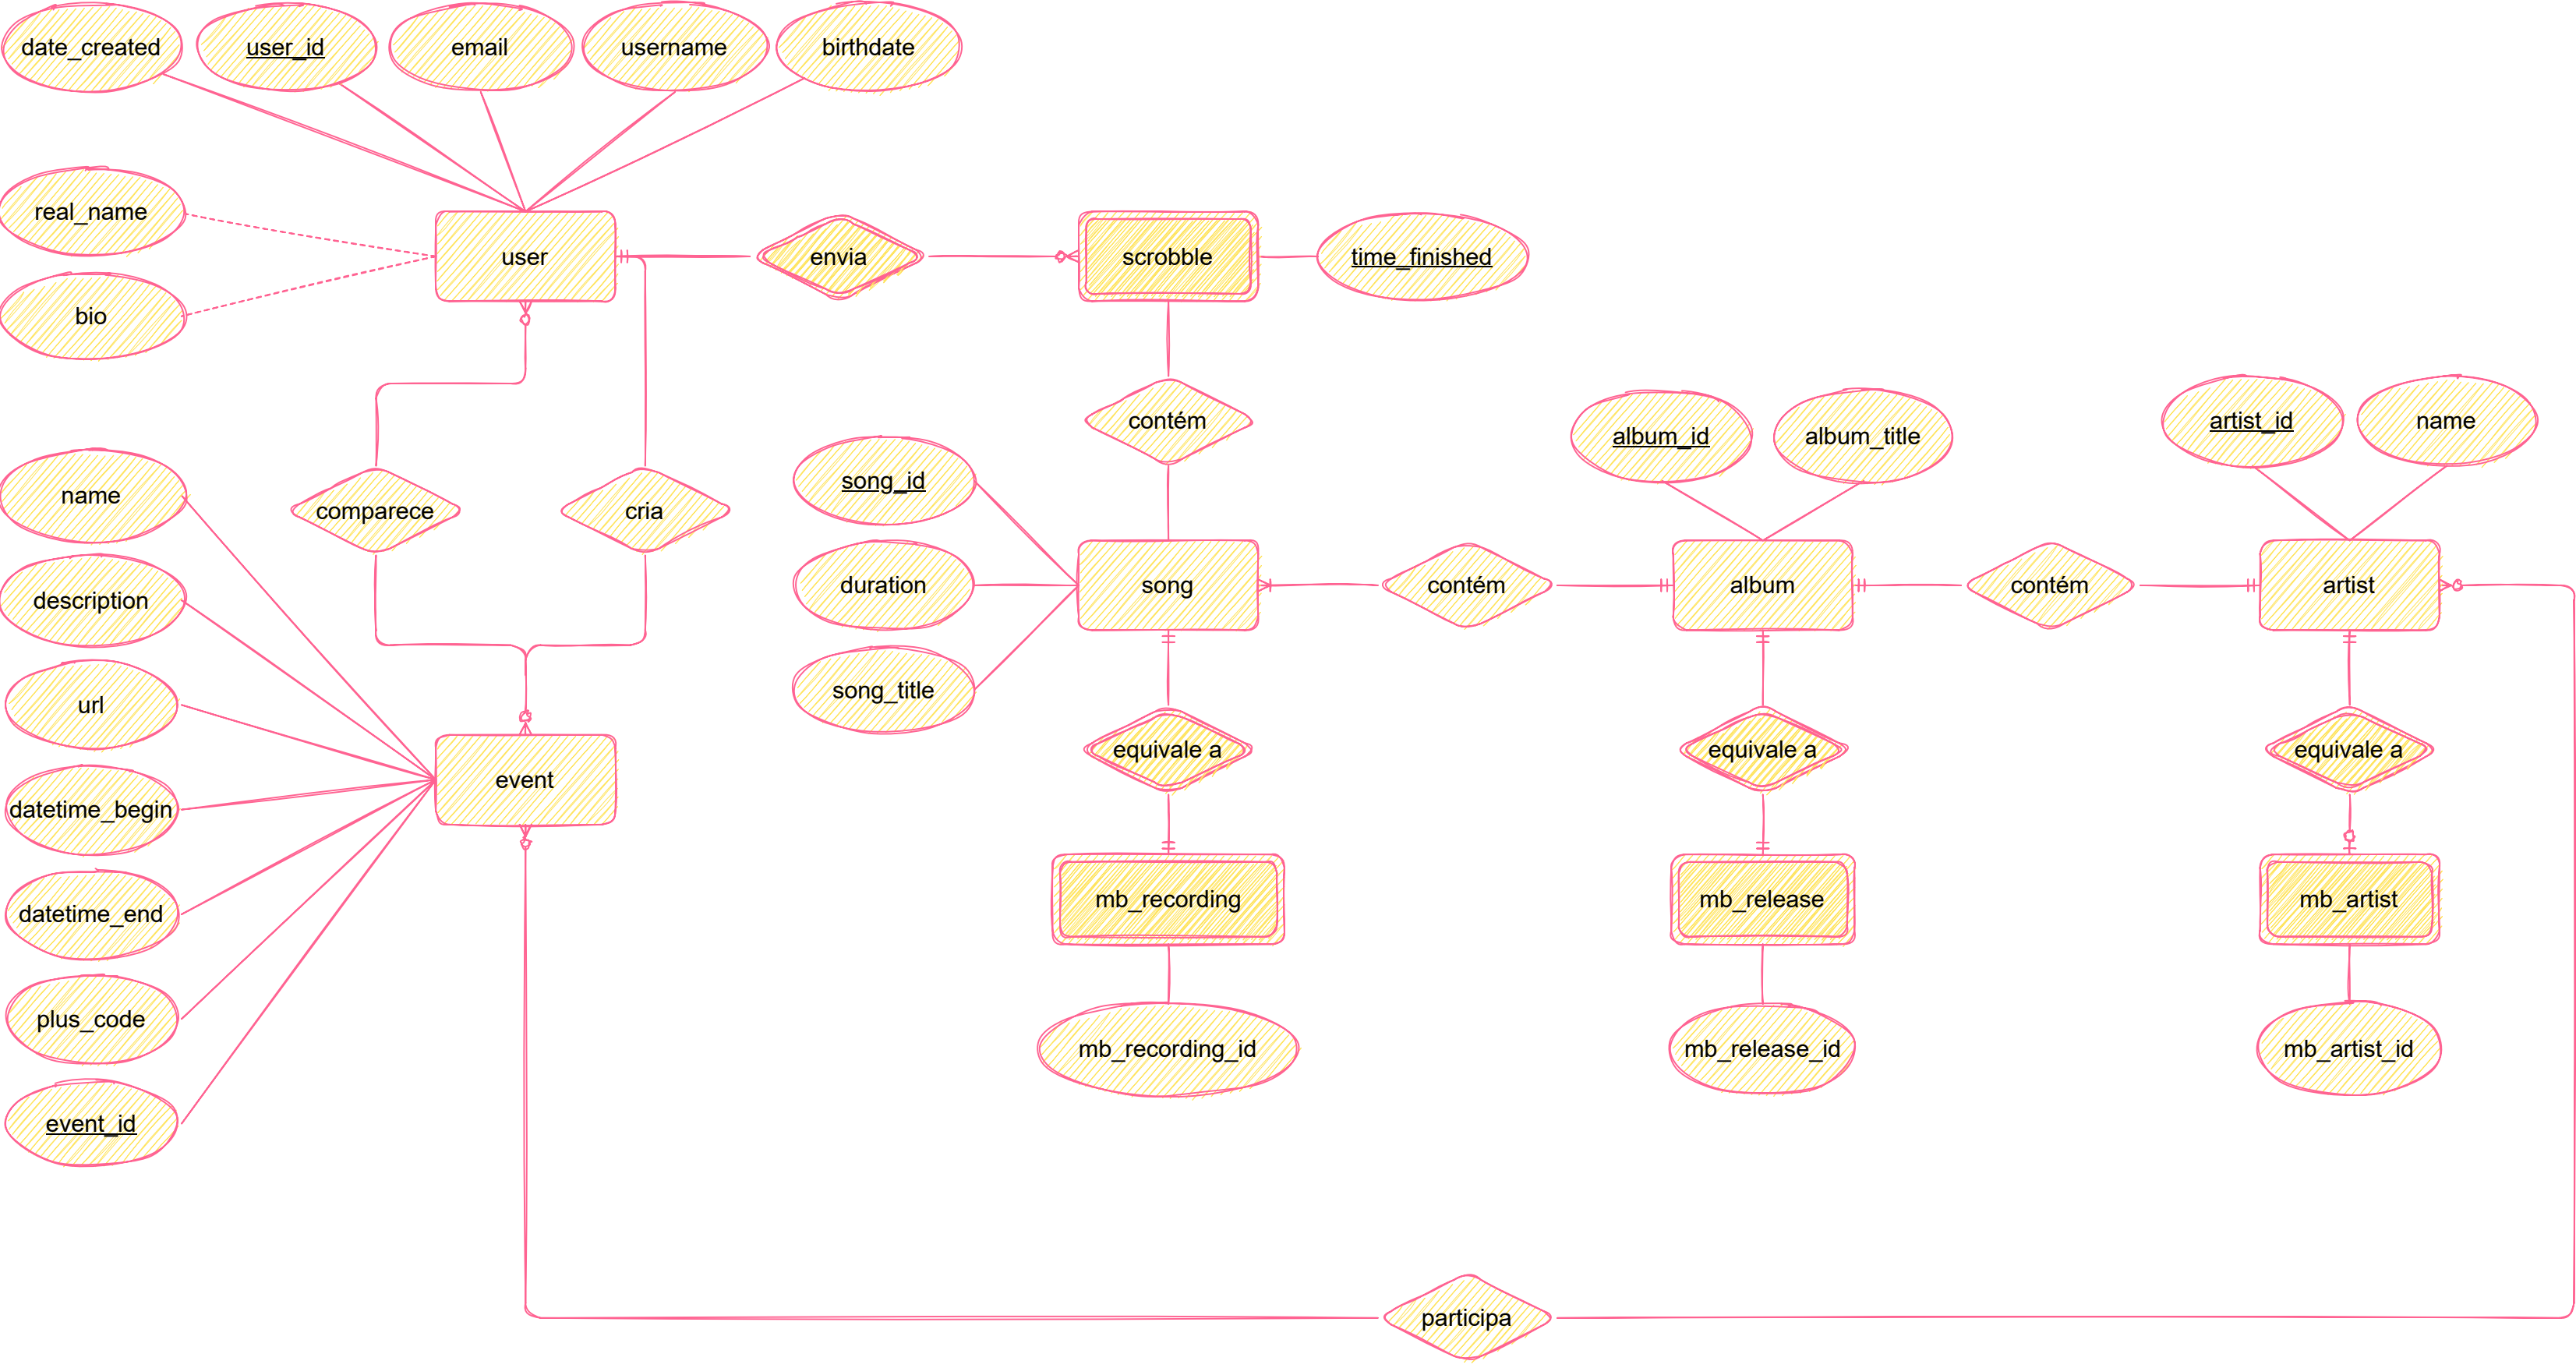 date_created
user_id
email
username
birthdate
real_name
user
envia
scrobble
time_finished
bio
contém
album_id
album_title
artist_id
name
name
comparece
cria
song_id
description
duration
song
contém
album
contém
artist
url
song_title
event
equivale a
equivale a
equivale a
datetime_begin
datetime_end
mb_recording
mb_release
mb_artist
plus_code
mb_recording_id
mb_release_id
mb_artist_id
event_id
participa